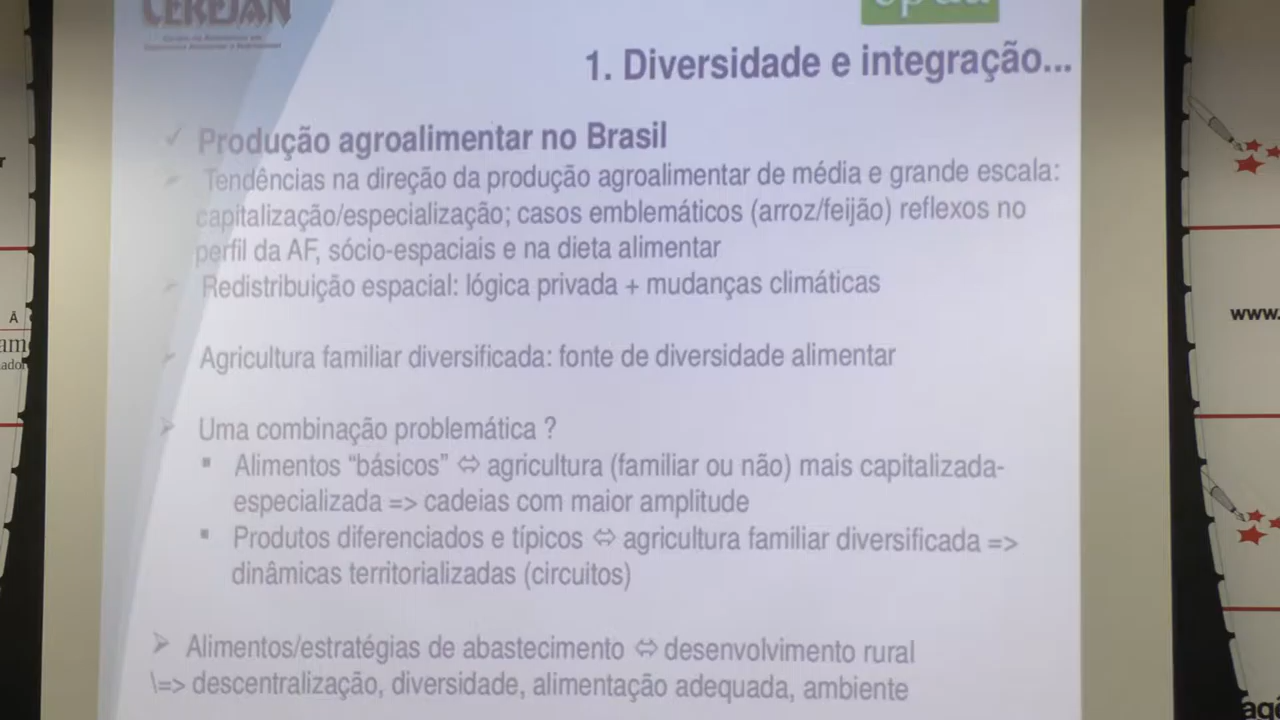 CERESAN
1. Diversidade e integração...
✓ Produção agroalimentar no Brasil
➢ Tendências na direção da produção agroalimentar de média e grande escala:
capitalização/especialização; casos emblemáticos (arroz/feijão) reflexos no
perfil da AF, sócio-espaciais e na dieta alimentar
➢ Redistribuição espacial: lógica privada + mudanças climáticas
➢ Agricultura familiar diversificada: fonte de diversidade alimentar
➢ Uma combinação problemática ?
▪ Alimentos “básicos” ⇔ agricultura (familiar ou não) mais capitalizada-
especializada => cadeias com maior amplitude
▪ Produtos diferenciados e típicos ⇔ agricultura familiar diversificada =>
dinâmicas territorializadas (circuitos)
➢ Alimentos/estratégias de abastecimento ⇔ desenvolvimento rural
\=> descentralização, diversidade, alimentação adequada, ambiente
www.